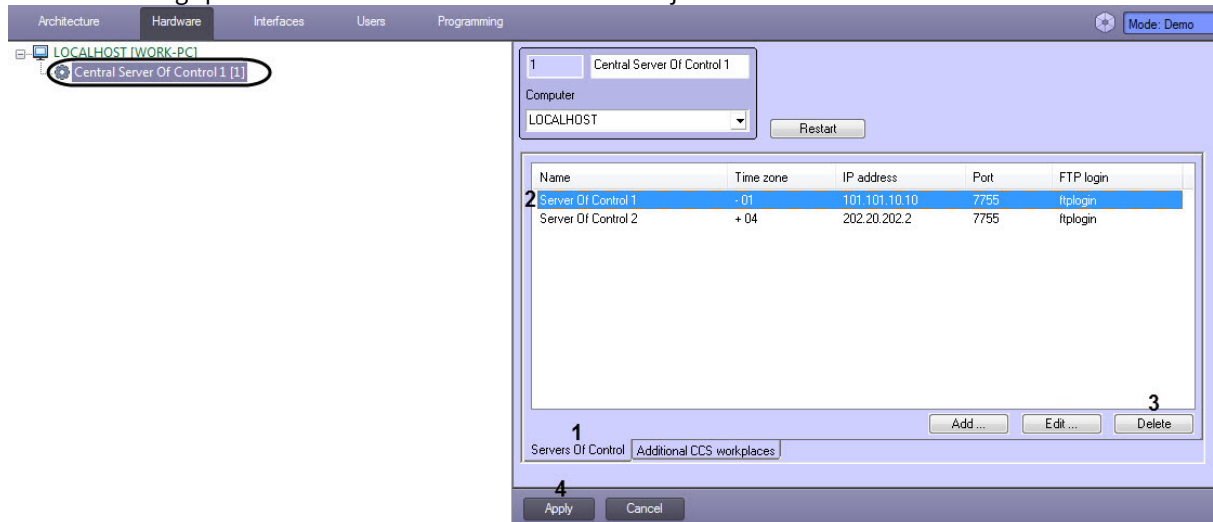 Architecture Hardware Interfaces Users Programming Mode: Demo
LOCALHOST [WORK-PC]
Central Server Of Control 1 [1]
1 Central Server Of Control 1
Computer
LOCALHOST
Restart
Name Time zone IP address Port FTP login
2 Server Of Control 1 - 01 101.101.10.10 7755 ftplogin
Server Of Control 2 + 04 202.20.202.2 7755 ftplogin
3
Add ... Edit ... Delete
1
Servers Of Control Additional CCS workplaces
4
Apply Cancel